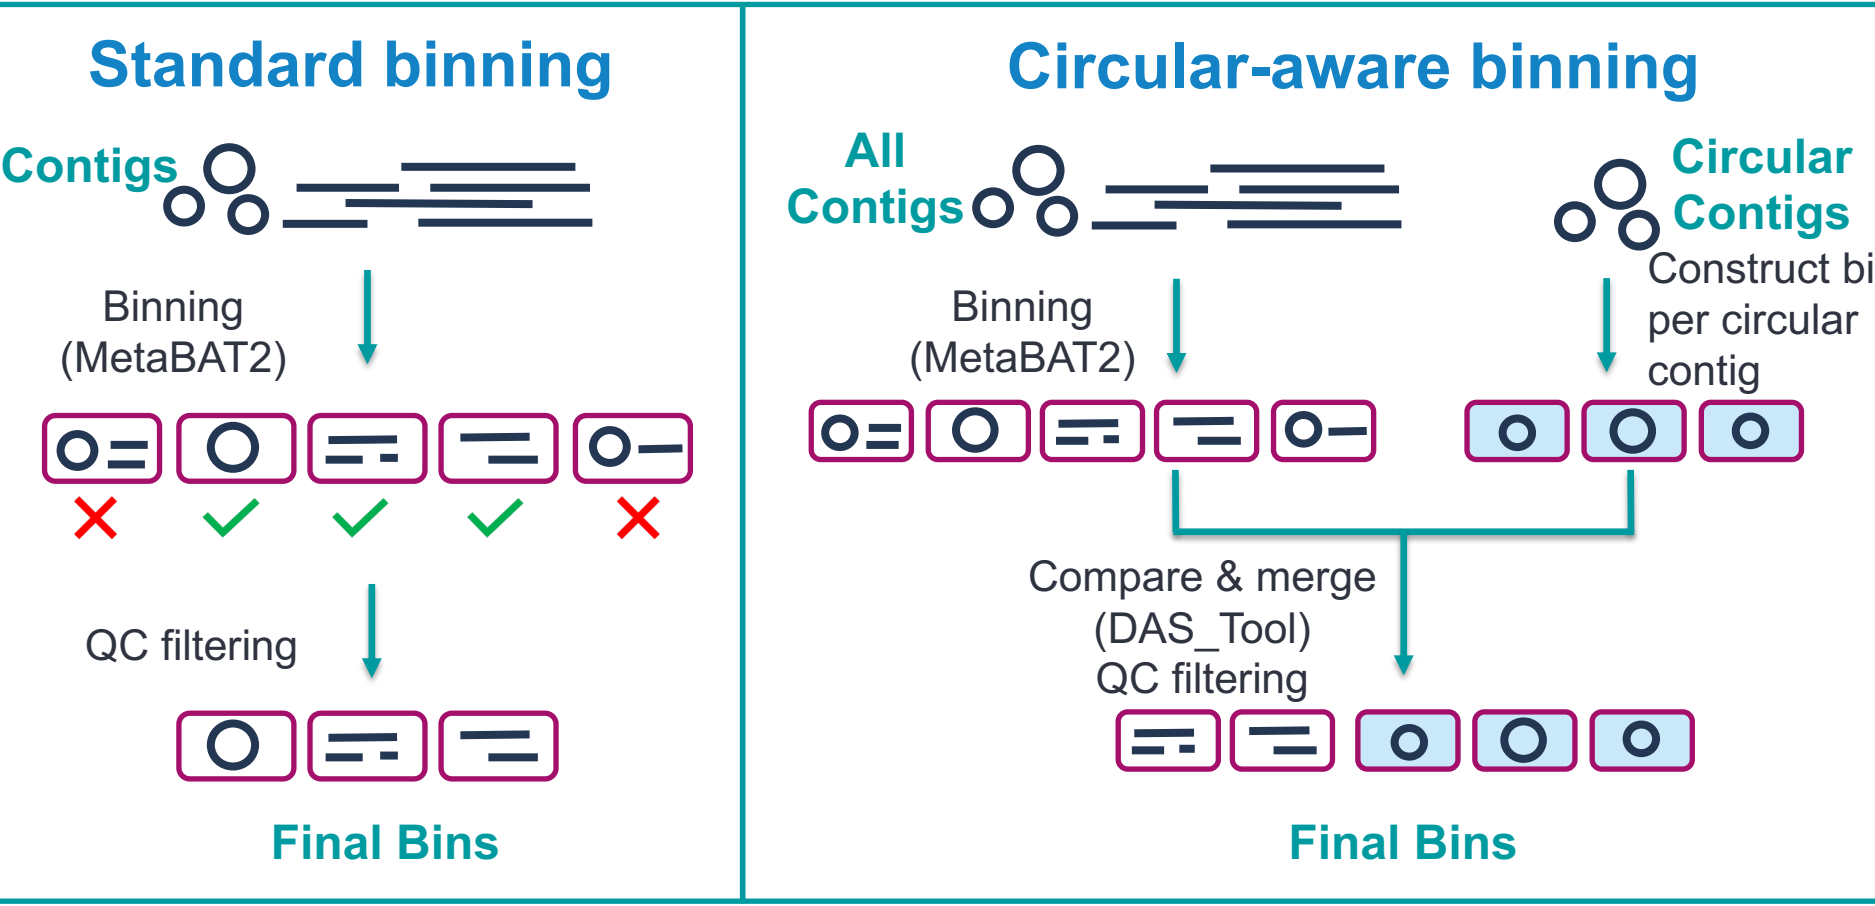 Standard binning
Contigs
Binning
(MetaBAT2)
QC filtering
Final Bins
Circular-aware binning
All
Contigs
Circular
Contigs
Binning
(MetaBAT2)
Construct bi
per circular
contig
Compare & merge
(DAS_Tool)
QC filtering
Final Bins